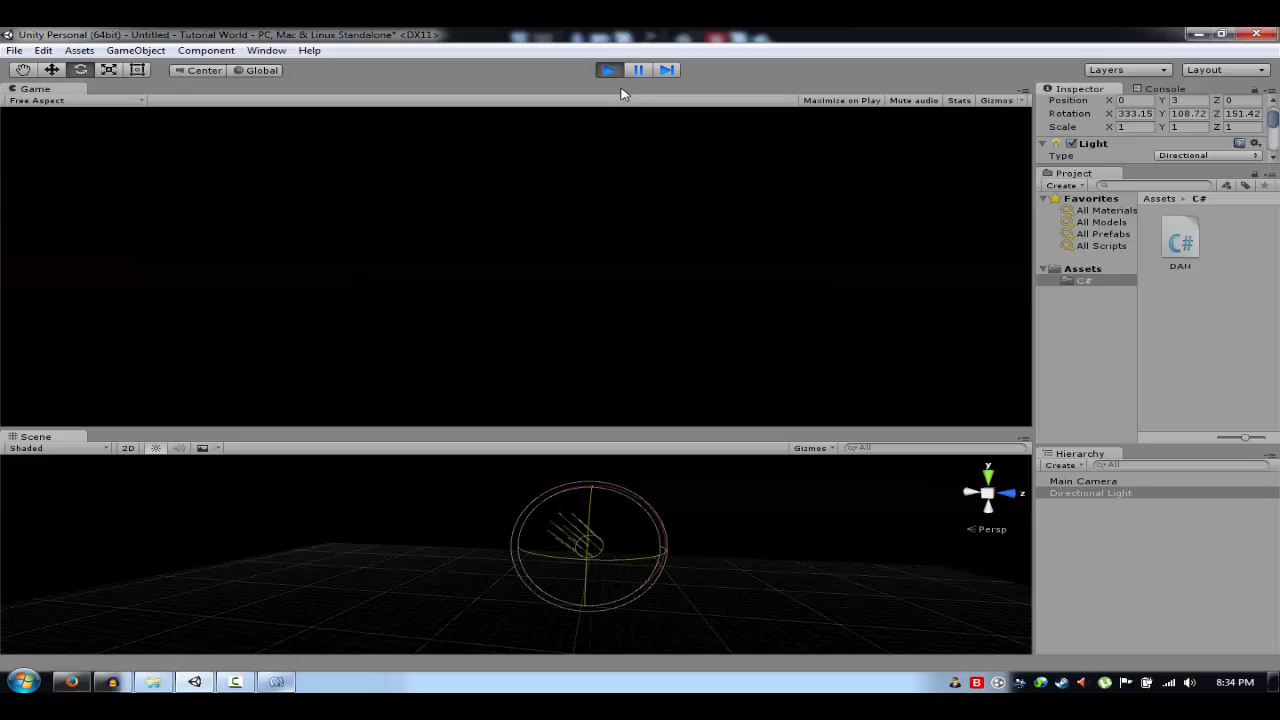 Unity Personal (64bit) - Untitled - Tutorial World - PC, Mac & Linux Standalone* <DX11>
File Edit Assets GameObject Component Window Help
Center Global Layers Layout
Game
Free Aspect Maximize on Play Mute audio Stats Gizmos
Inspector Console
Position X 0 Y 3 Z 0
Rotation X 333.15 Y 108.72 Z 151.42
Scale X 1 Y 1 Z 1
Light
Type Directional
Project
Create
Favorites
All Materials
All Models
All Prefabs
All Scripts
Assets
C#
Assets C#
C#
DAN
Scene
Shaded 2D Gizmos All
y
z
< Persp
Hierarchy
Create All
Main Camera
Directional Light
8:34 PM